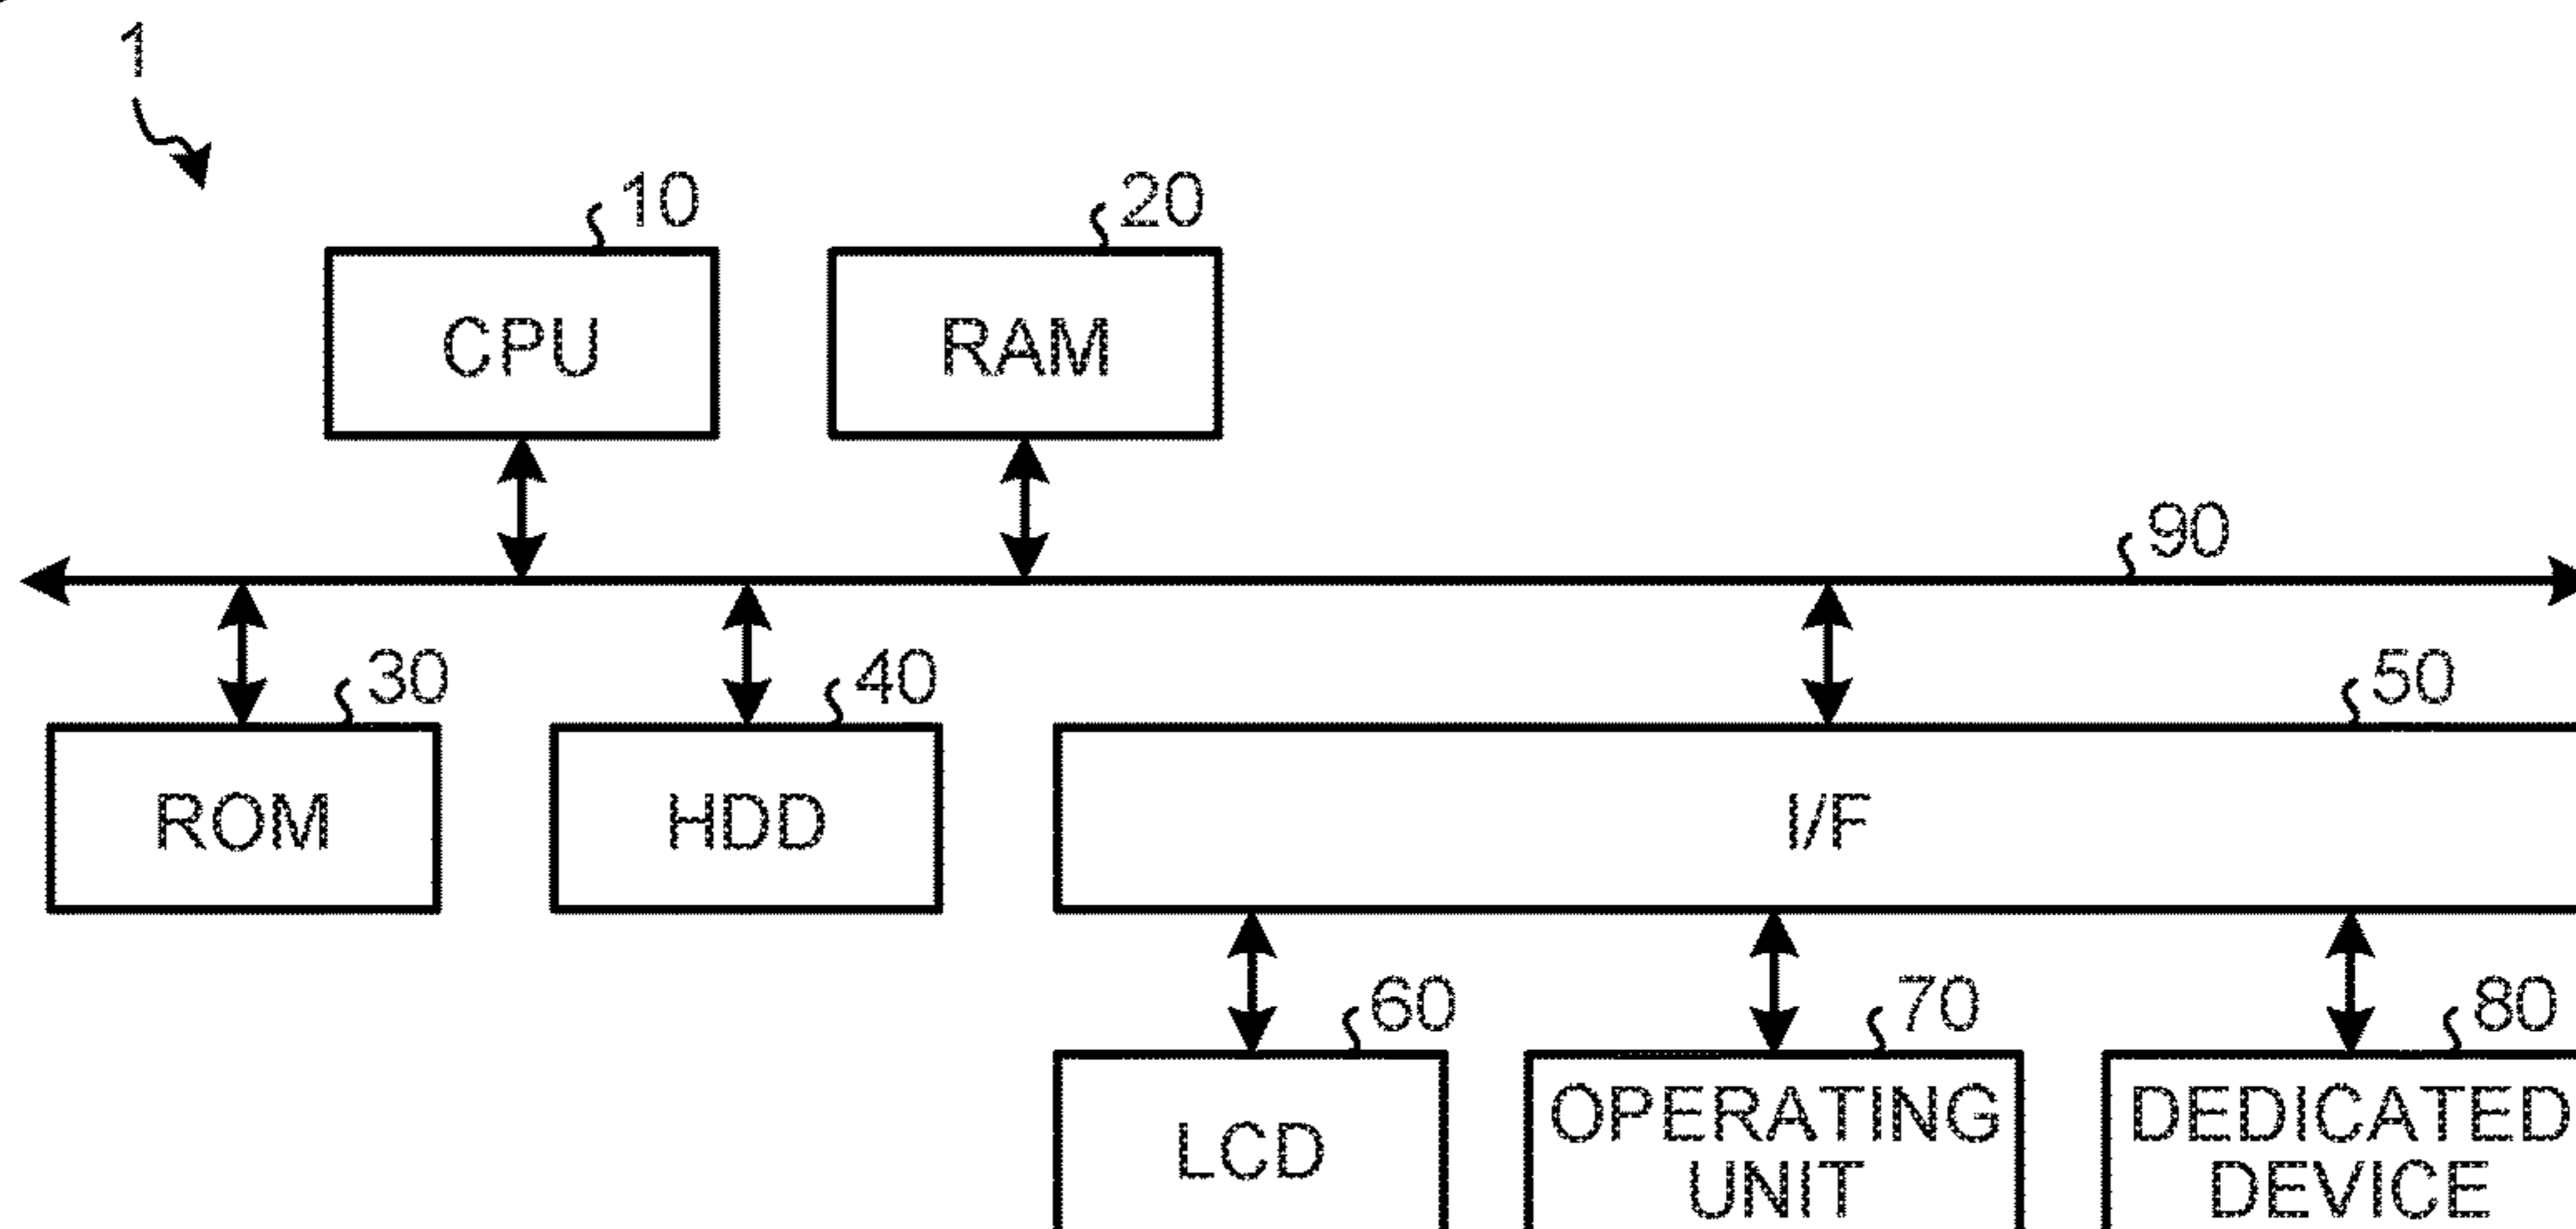 1
10
20
CPU
RAM
90
30
40
50
ROM
HDD
I/F
60
70
80
LCD
OPERATING
UNIT
DEDICATED
DEVICE